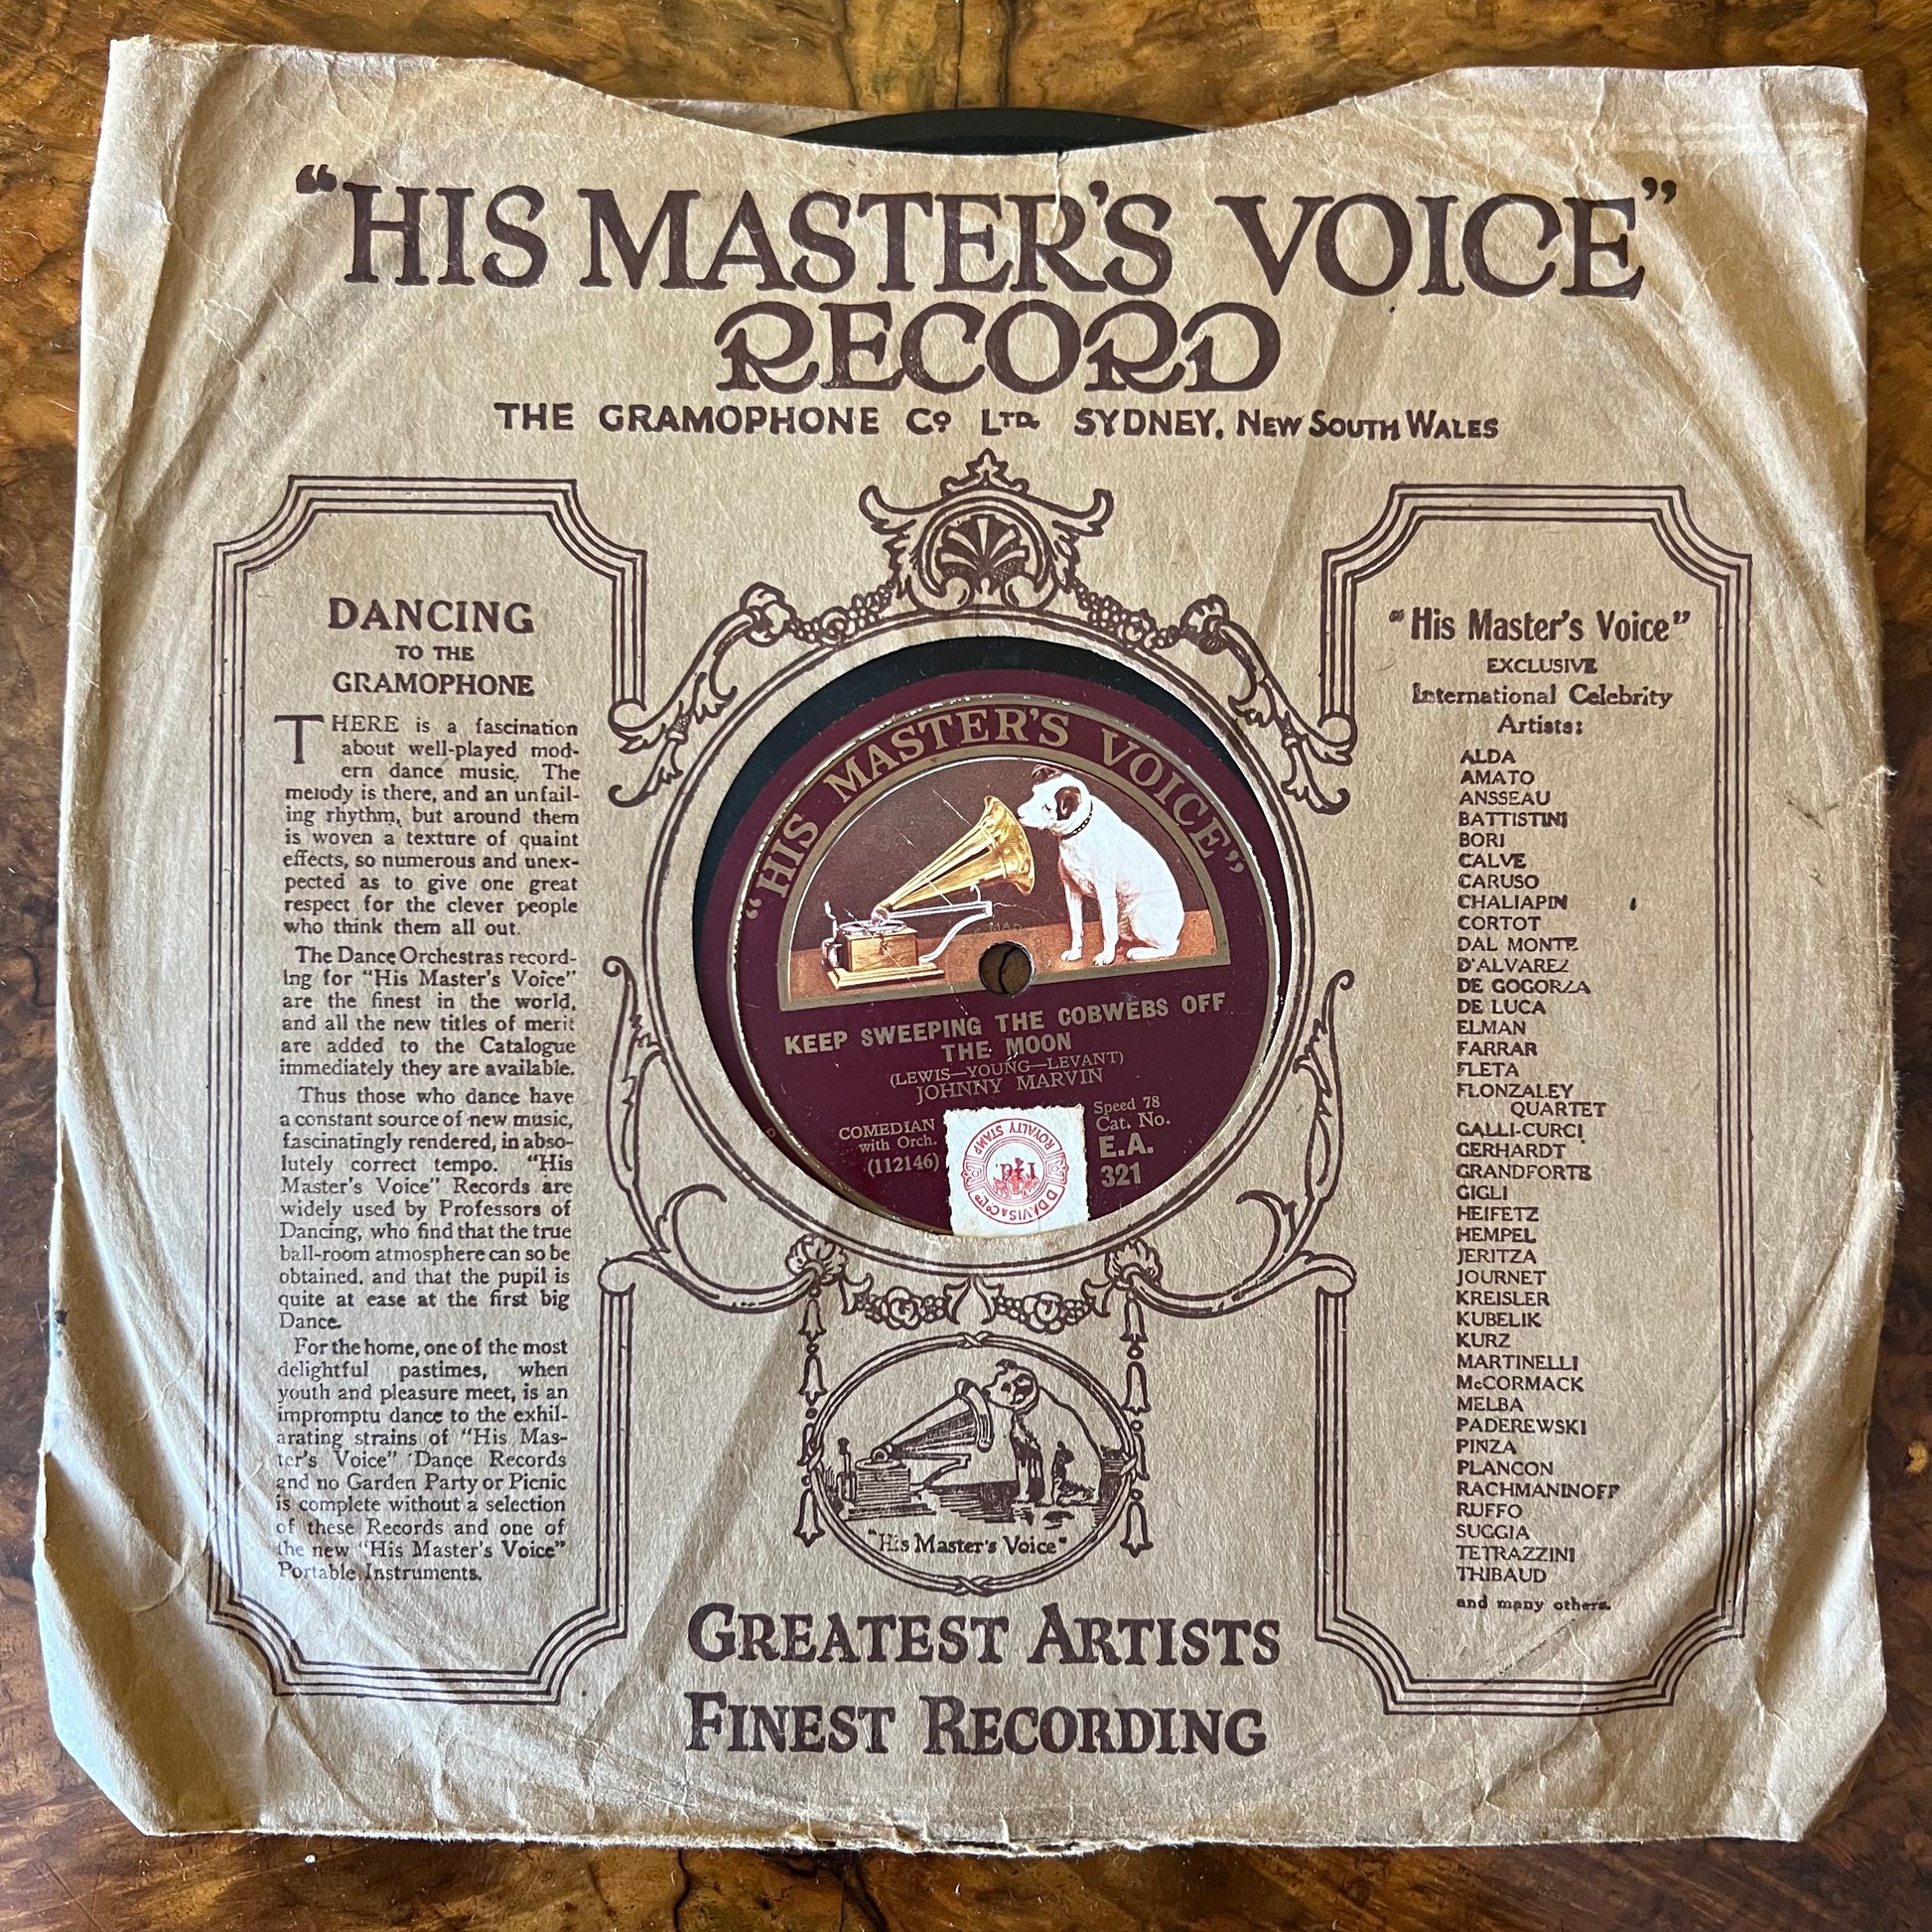 "HIS MASTER'S VOICE"
RECORD
THE GRAMOPHONE Co LTD. SYDNEY, NEW SOUTH WALES
DANCING
TO THE
GRAMOPHONE
THERE is a fascination
about well-played mod-
ern dance music. The
melody is there, and an unfail-
ing rhythm, but around them
is woven a texture of quaint
effects, so numerous and unex-
pected as to give one great
respect for the clever people
who think them all out.
The Dance Orchestras record-
ing for "His Master's Voice"
are the finest in the world,
and all the new titles of merit
are added to the Catalogue
immediately they are available.
Thus those who dance have
a constant source of new music,
fascinatingly rendered, in abso-
lutely correct tempo. "His
Master's Voice" Records are
widely used by Professors of
Dancing, who find that the true
ball-room atmosphere can so be
obtained, and that the pupil is
quite at ease at the first big
Dance.
For the home, one of the most
delightful pastimes, when
youth and pleasure meet, is an
impromptu dance to the exhil-
arating strains of "His Mas-
ter's Voice" Dance Records
and no Garden Party or Picnic
is complete without a selection
of these Records and one of
the new "His Master's Voice"
Portable Instruments.
"HIS MASTER'S VOICE"
KEEP SWEEPING THE COBWEBS OFF
THE MOON
(LEWIS—YOUNG—LEVANT)
JOHNNY MARVIN
COMEDIAN
with Orch.
(112146)
Speed 78
Cat. No.
E.A.
321
ROYALTY STAMP
D DAVIS & Co LTD
"His Master's Voice"
GREATEST ARTISTS
FINEST RECORDING
"His Master's Voice"
EXCLUSIVE
International Celebrity
Artists:
ALDA
AMATO
ANSSEAU
BATTISTINI
BORI
CALVE
CARUSO
CHALIAPIN
CORTOT
DAL MONTE
D'ALVAREZ
DE GOGORZA
DE LUCA
ELMAN
FARRAR
FLETA
FLONZALEY
QUARTET
GALLI-CURCI
GERHARDT
GRANDFORTE
GIGLI
HEIFETZ
HEMPEL
JERITZA
JOURNET
KREISLER
KUBELIK
KURZ
MARTINELLI
McCORMACK
MELBA
PADEREWSKI
PINZA
PLANCON
RACHMANINOFF
RUFFO
SUGGIA
TETRAZZINI
THIBAUD
and many others.